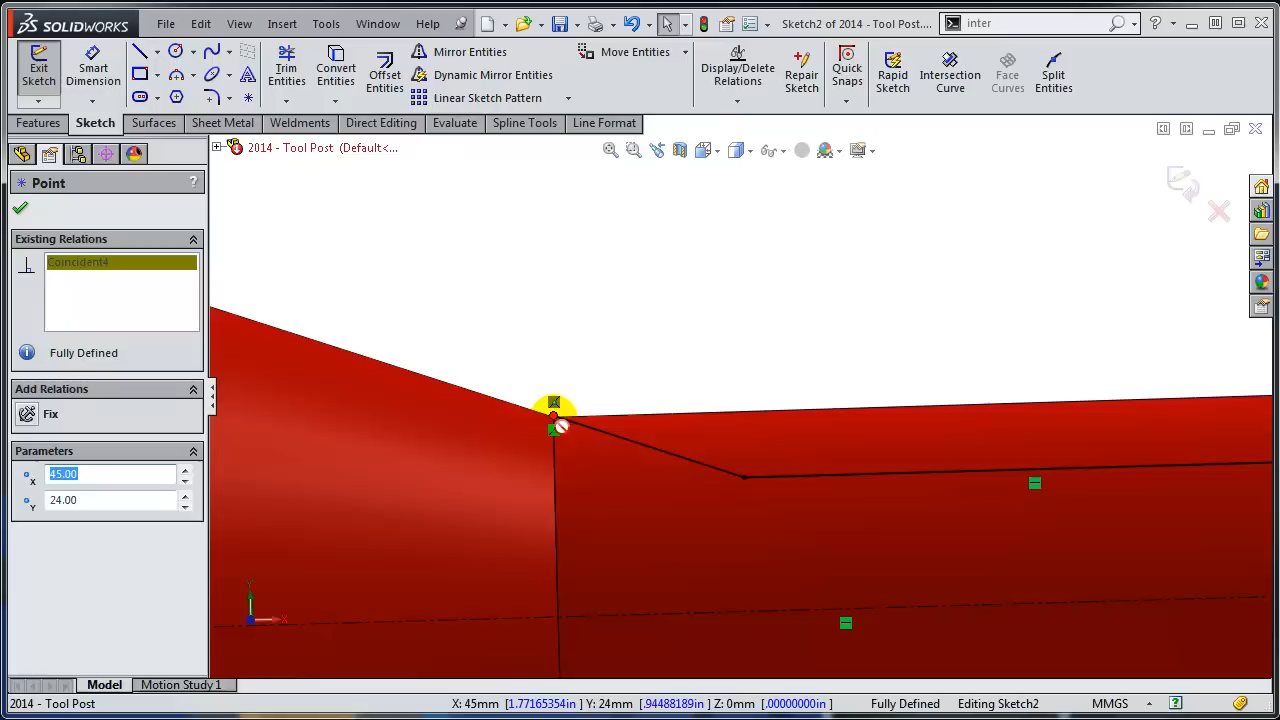 SOLIDWORKS File Edit View Insert Tools Window Help Sketch2 of 2014 - Tool Post.... inter
Exit Sketch
Smart Dimension
Trim Entities
Convert Entities
Offset Entities
Mirror Entities
Dynamic Mirror Entities
Linear Sketch Pattern
Move Entities
Display/Delete Relations
Repair Sketch
Quick Snaps
Rapid Sketch
Intersection Curve
Face Curves
Split Entities
Features Sketch Surfaces Sheet Metal Weldments Direct Editing Evaluate Spline Tools Line Format
2014 - Tool Post (Default<...
Point ?
Existing Relations
Coincident4
Fully Defined
Add Relations
Fix
Parameters
X 45.00
Y 24.00
Y
X
Model Motion Study 1
2014 - Tool Post X: 45mm [1.77165354in] Y: 24mm [.94488189in] Z: 0mm [.00000000in] Fully Defined Editing Sketch2 MMGS